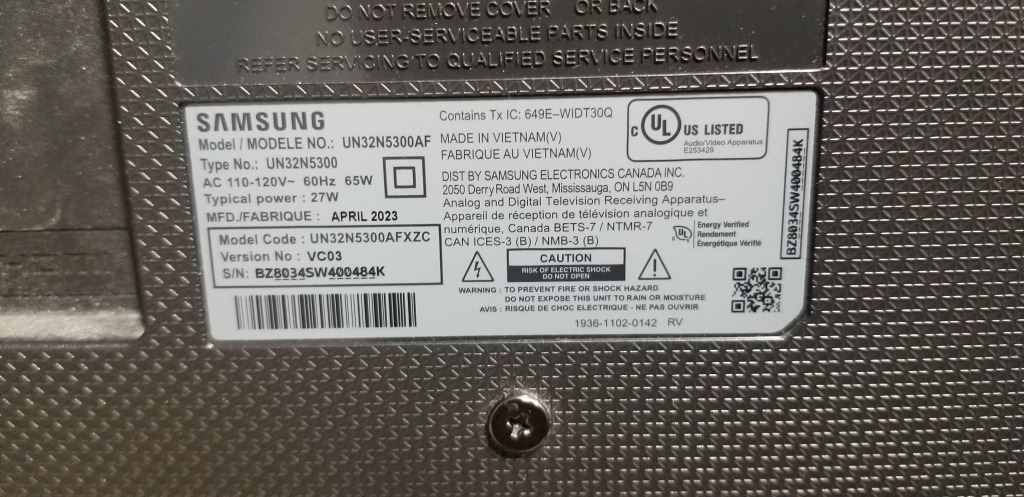 DO NOT REMOVE COVER OR BACK
NO USER-SERVICEABLE PARTS INSIDE
REFER SERVICING TO QUALIFIED SERVICE PERSONNEL
SAMSUNG
Model / MODELE NO.: UN32N5300AF
Type No.: UN32N5300
AC 110-120V~ 60Hz 65W
Typical power : 27W
MFD./FABRIQUE : APRIL 2023
Model Code : UN32N5300AFXZC
Version No : VC03
S/N: BZ8034SW400484K
Contains Tx IC: 649E-WIDT30Q
MADE IN VIETNAM(V)
FABRIQUE AU VIETNAM(V)
C UL US LISTED
Audio/Video Apparatus
E253429
DIST BY SAMSUNG ELECTRONICS CANADA INC.
2050 Derry Road West, Mississauga, ON L5N 0B9
Analog and Digital Television Receiving Apparatus-
Appareil de réception de télévision analogique et
numérique, Canada BETS-7 / NTMR-7
CAN ICES-3 (B) / NMB-3 (B)
UL Energy Verified
Rendement
Énergétique Vérifié
CAUTION
RISK OF ELECTRIC SHOCK
DO NOT OPEN
WARNING : TO PREVENT FIRE OR SHOCK HAZARD
DO NOT EXPOSE THIS UNIT TO RAIN OR MOISTURE
AVIS : RISQUE DE CHOC ELECTRIQUE - NE PAS OUVRIR
1936-1102-0142 RV
BZ8034SW400484K